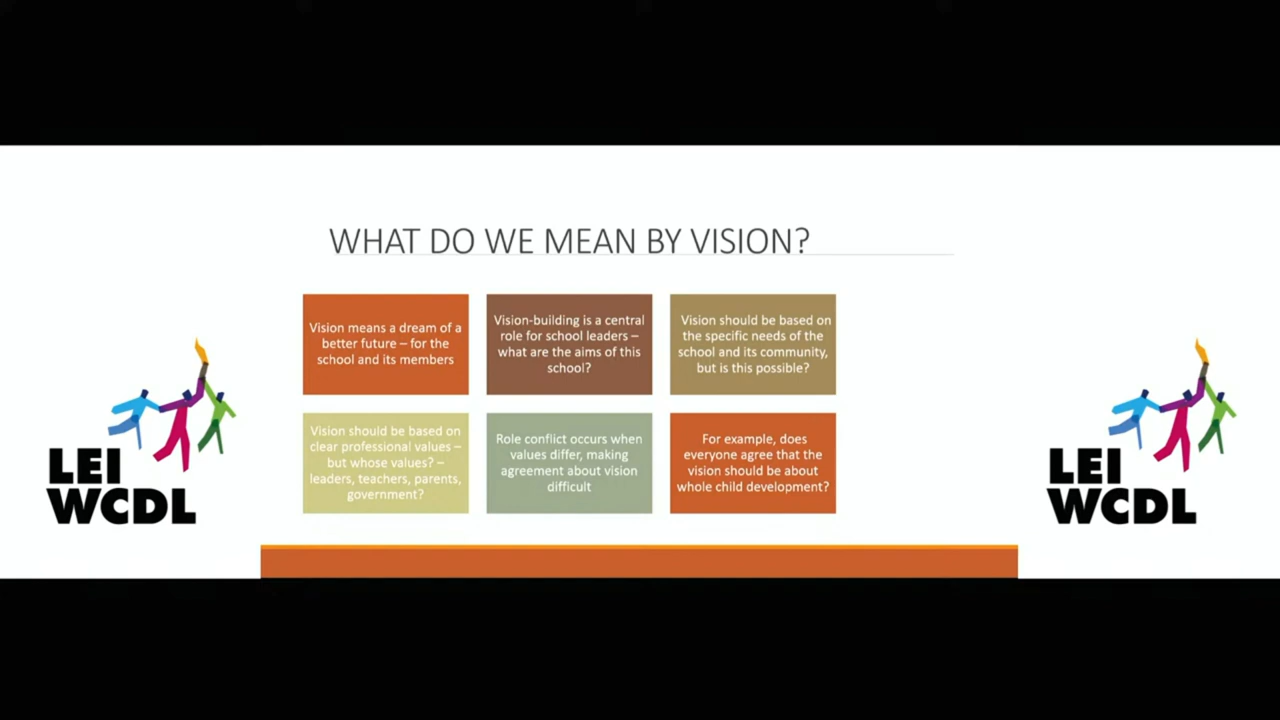 WHAT DO WE MEAN BY VISION?
Vision means a dream of a
better future – for the
school and its members
Vision-building is a central
role for school leaders –
what are the aims of this
school?
Vision should be based on
the specific needs of the
school and its community,
but is this possible?
Vision should be based on
clear professional values –
but whose values? –
leaders, teachers, parents,
government?
Role conflict occurs when
values differ, making
agreement about vision
difficult
For example, does
everyone agree that the
vision should be about
whole child development?
LEI
WCDL
LEI
WCDL